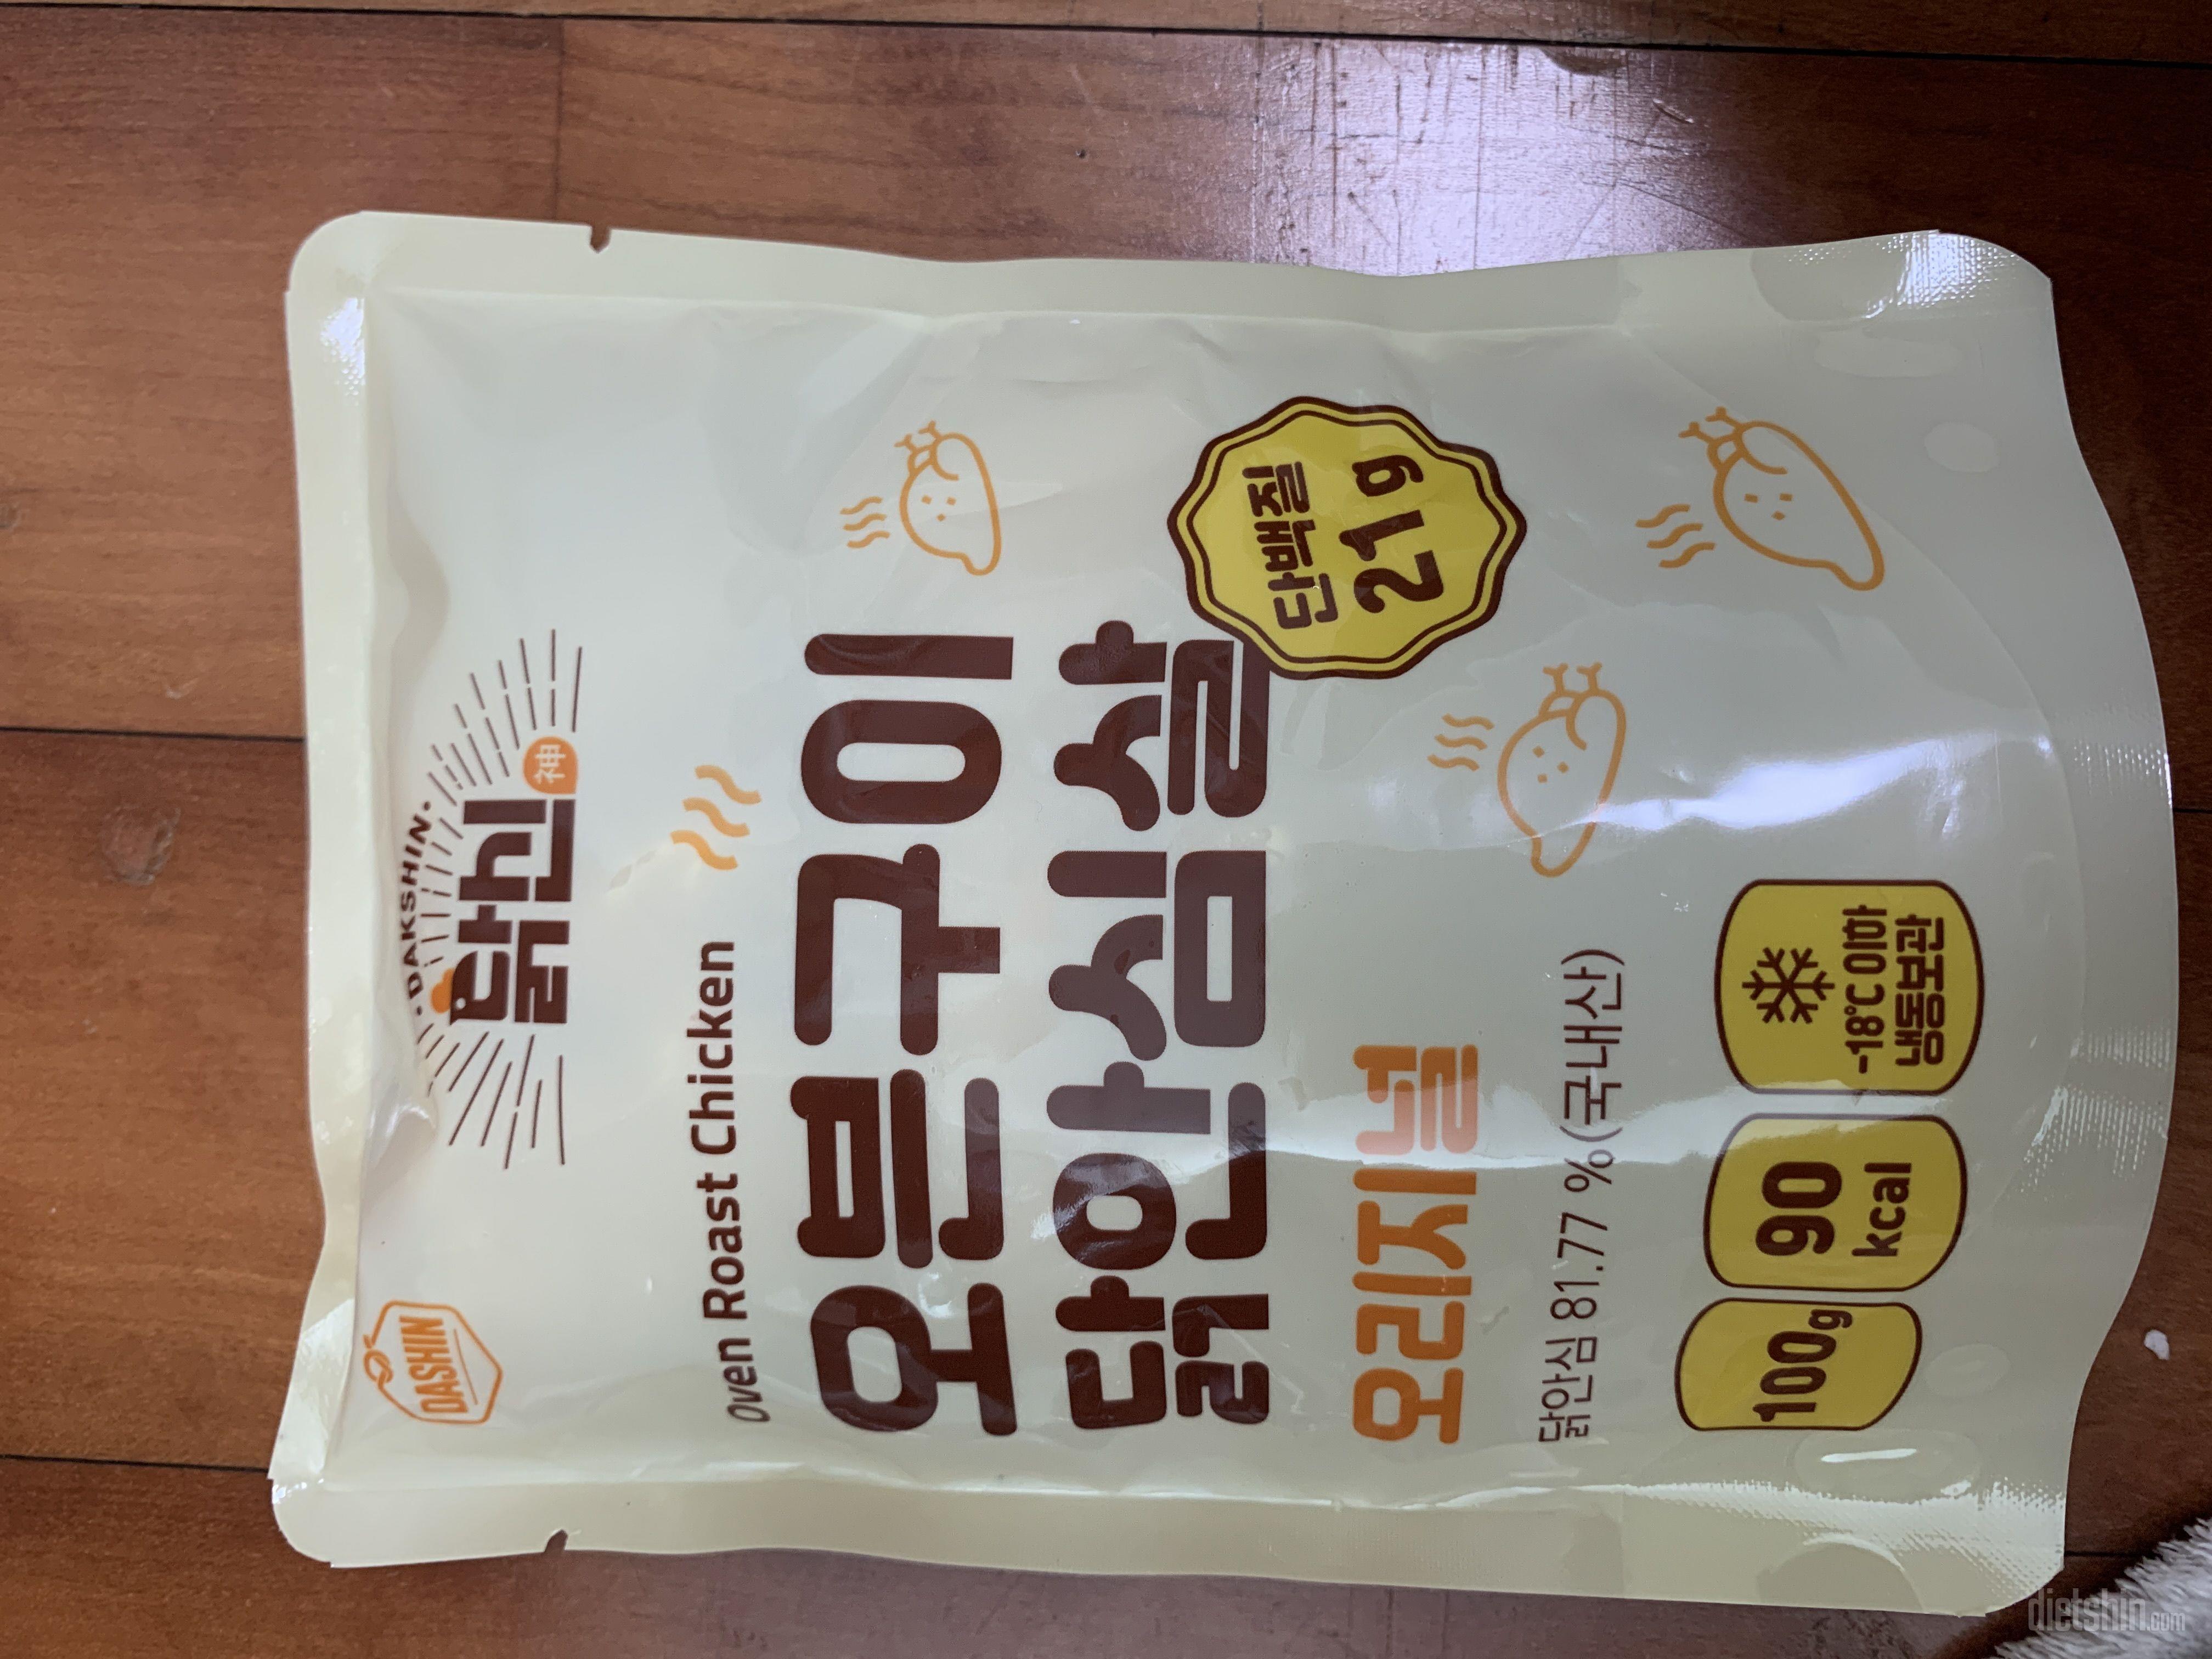 DASHIN
·DAKSHIN·
닭신
神
Oven Roast Chicken
오븐구이
닭안심살
단백질
21 g
오리지널
닭안심 81.77 %(국내산)
100g
90
kcal
-18℃ 이하
냉동보관
dietshin.com